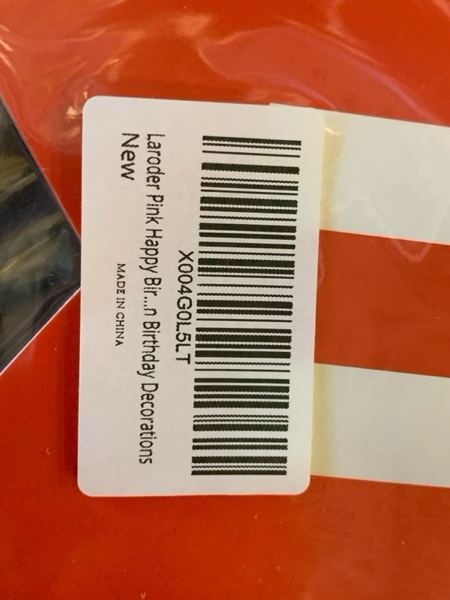 X004G0L5LT
Laroder Pink Happy Bir...n Birthday Decorations
New
MADE IN CHINA